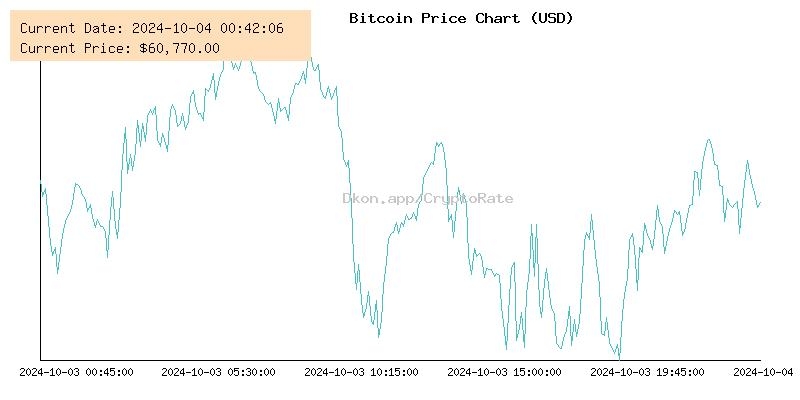 Bitcoin Price Chart (USD)
Current Date: 2024-10-04 00:42:06
Current Price: $60,770.00
Dkon.app/CryptoRate
2024-10-03 00:45:00 2024-10-03 05:30:00 2024-10-03 10:15:00 2024-10-03 15:00:00 2024-10-03 19:45:00 2024-10-04